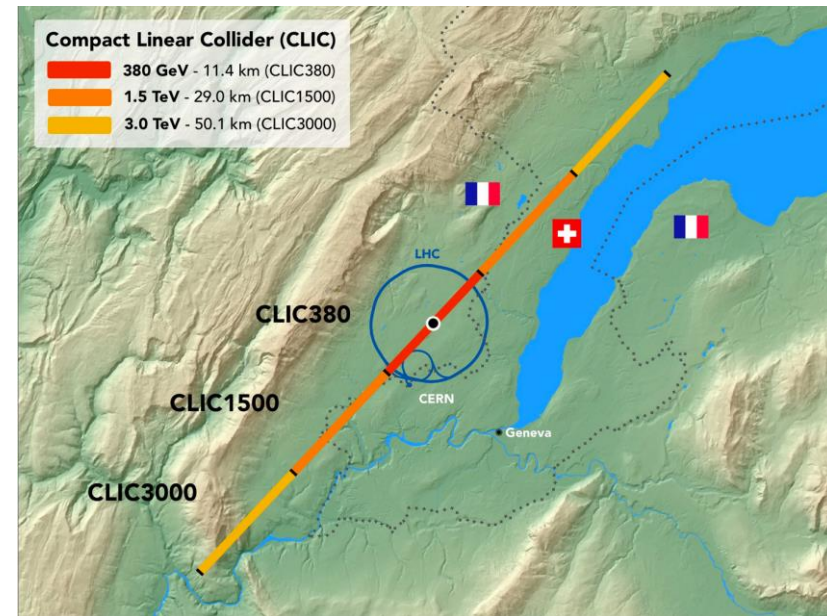 Compact Linear Collider (CLIC)
380 GeV - 11.4 km (CLIC380)
1.5 TeV - 29.0 km (CLIC1500)
3.0 TeV - 50.1 km (CLIC3000)
LHC
CLIC380
CLIC1500
CERN
Geneva
CLIC3000